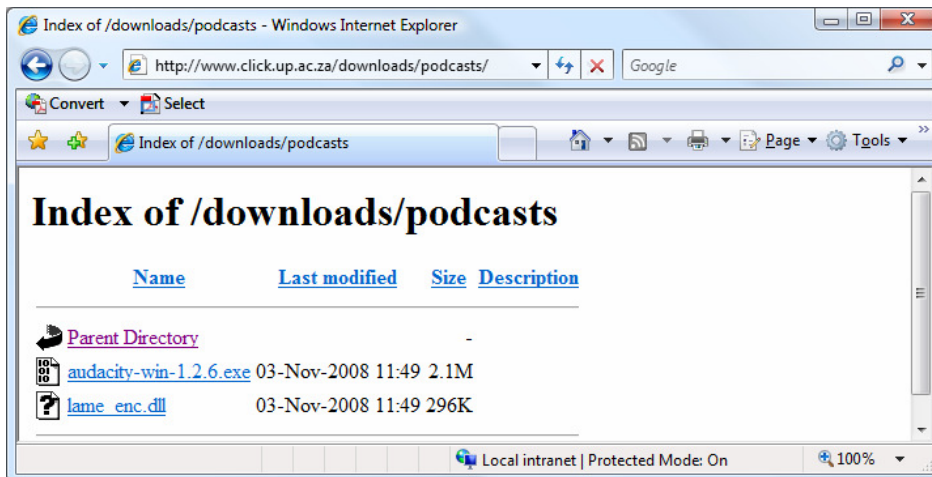 Index of /downloads/podcasts - Windows Internet Explorer
http://www.click.up.ac.za/downloads/podcasts/ Google
Convert Select
Index of /downloads/podcasts Page Tools »
Index of /downloads/podcasts
Name Last modified Size Description
Parent Directory -
audacity-win-1.2.6.exe 03-Nov-2008 11:49 2.1M
lame_enc.dll 03-Nov-2008 11:49 296K
Local intranet | Protected Mode: On 100%